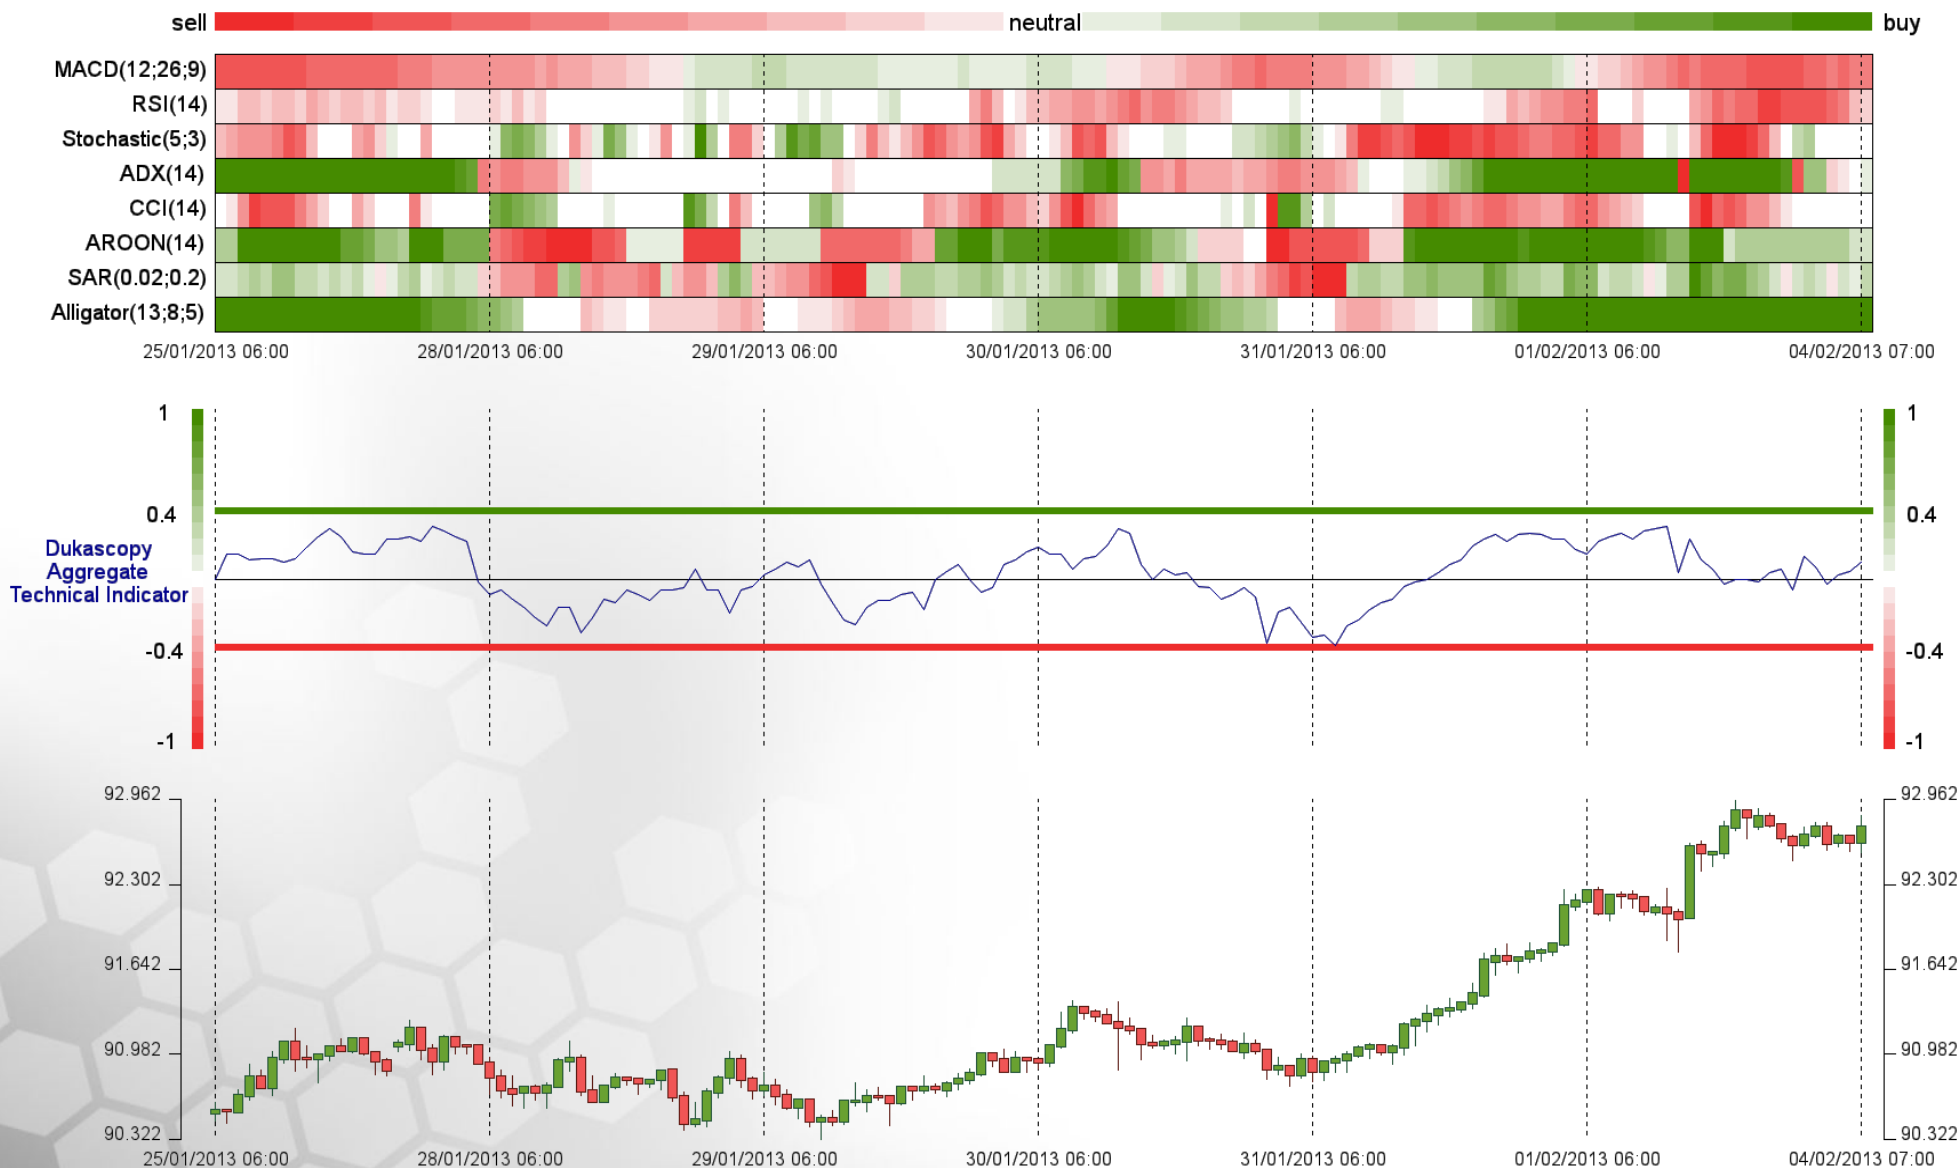 sell neutral buy
MACD(12;26;9)
RSI(14)
Stochastic(5;3)
ADX(14)
CCI(14)
AROON(14)
SAR(0.02;0.2)
Alligator(13;8;5)
25/01/2013 06:00 28/01/2013 06:00 29/01/2013 06:00 30/01/2013 06:00 31/01/2013 06:00 01/02/2013 06:00 04/02/2013 07:00
1 1
0.4 0.4
Dukascopy
Aggregate
Technical Indicator
-0.4 -0.4
-1 -1
92.962 92.962
92.302 92.302
91.642 91.642
90.982 90.982
90.322 90.322
25/01/2013 06:00 28/01/2013 06:00 29/01/2013 06:00 30/01/2013 06:00 31/01/2013 06:00 01/02/2013 06:00 04/02/2013 07:00